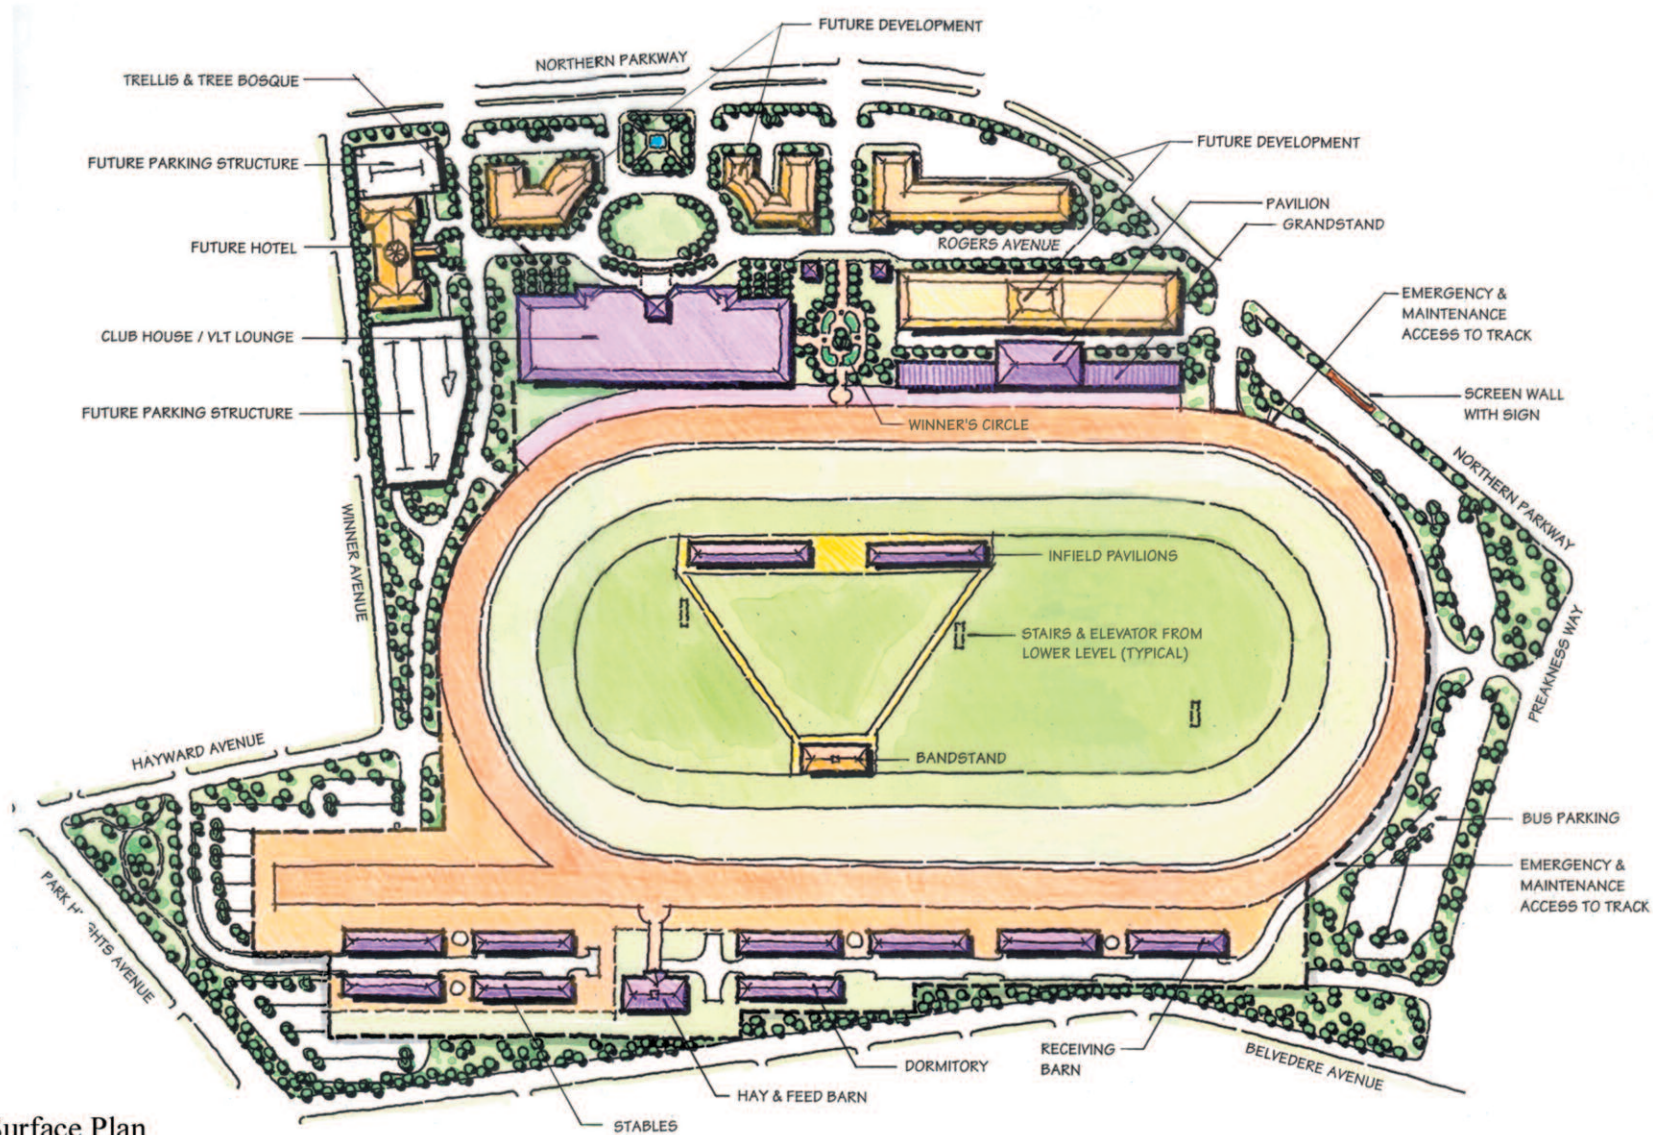 FUTURE DEVELOPMENT
NORTHERN PARKWAY
TRELLIS & TREE BOSQUE
FUTURE PARKING STRUCTURE
FUTURE DEVELOPMENT
PAVILION
GRANDSTAND
FUTURE HOTEL
ROGERS AVENUE
EMERGENCY &
MAINTENANCE
ACCESS TO TRACK
CLUB HOUSE / VLT LOUNGE
SCREEN WALL
WITH SIGN
FUTURE PARKING STRUCTURE
WINNER'S CIRCLE
NORTHERN PARKWAY
WINNER AVENUE
INFIELD PAVILIONS
STAIRS & ELEVATOR FROM
LOWER LEVEL (TYPICAL)
PREAKNESS WAY
HAYWARD AVENUE
BANDSTAND
BUS PARKING
EMERGENCY &
MAINTENANCE
ACCESS TO TRACK
PARK H GHTS AVENUE
RECEIVING
BARN
BELVEDERE AVENUE
DORMITORY
HAY & FEED BARN
STABLES
urface Plan